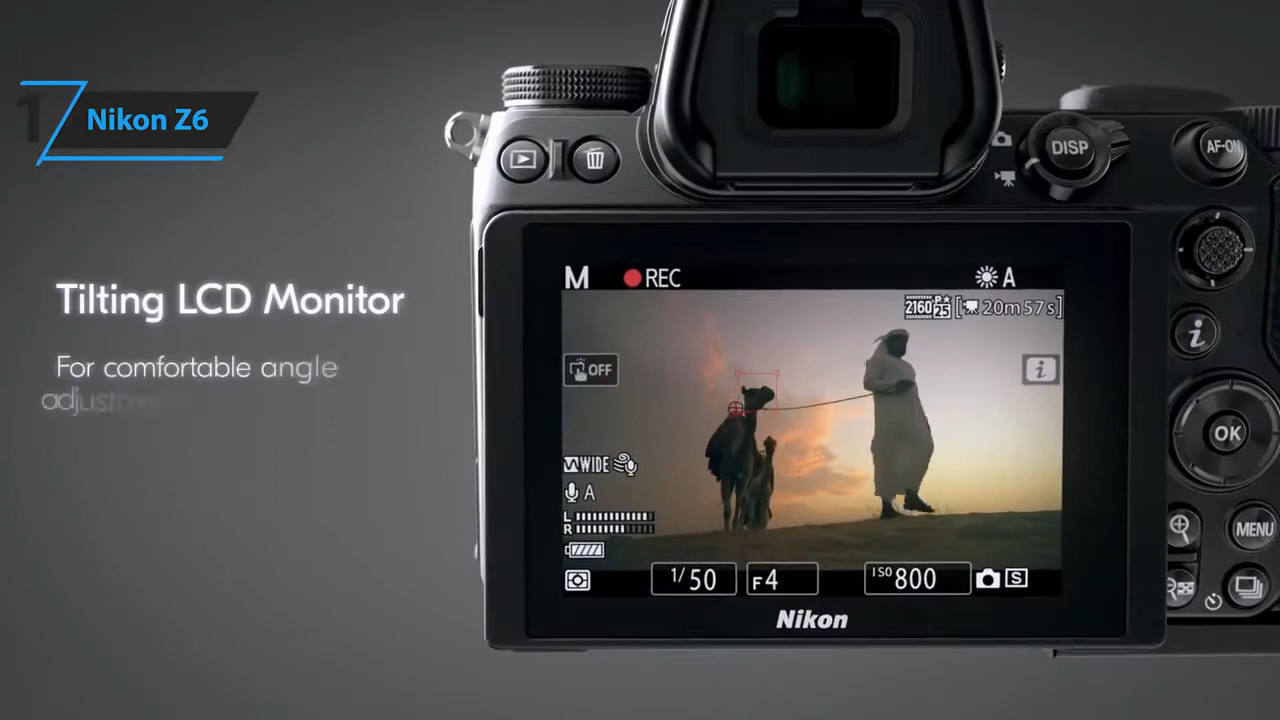 1
Nikon Z6
Tilting LCD Monitor
For comfortable angle
DISP
AF-ON
M REC A
2160 25 [20m57s]
OFF
i
i
WIDE
A
L
R
OK
MENU
1/50 F4 ISO 800 S
Nikon